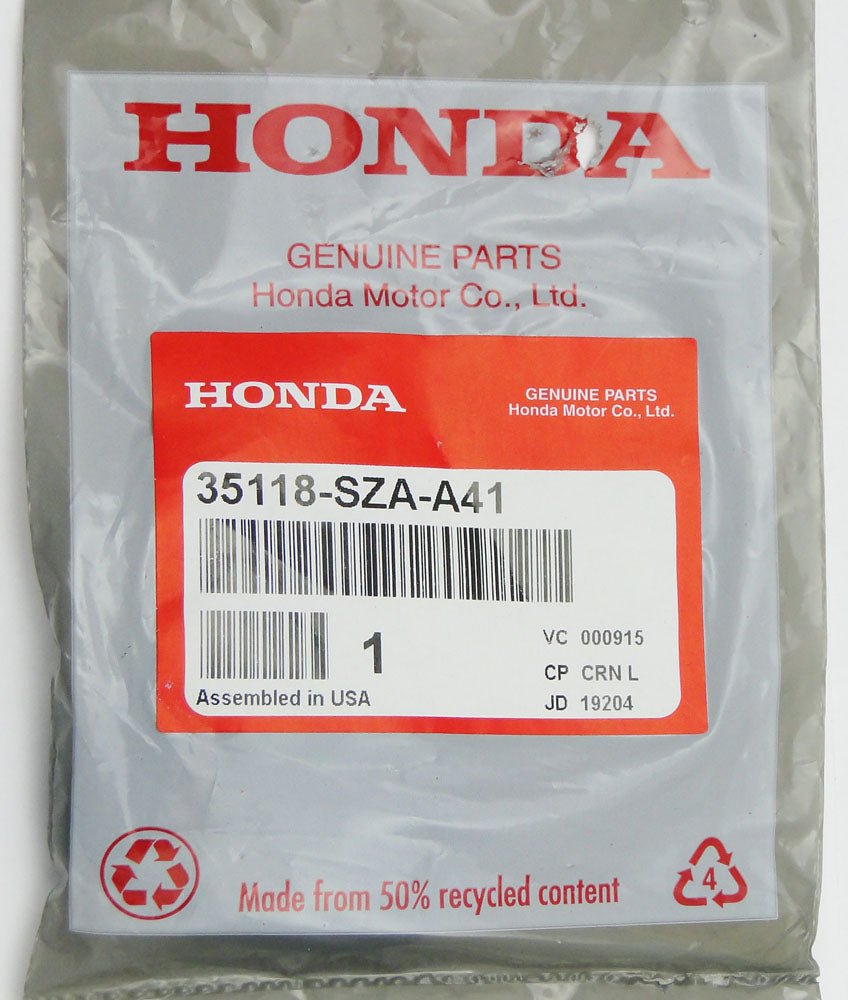 HONDA
GENUINE PARTS
Honda Motor Co., Ltd.
HONDA
GENUINE PARTS
Honda Motor Co., Ltd.
35118-SZA-A41
1
VC 000915
CP CRN L
JD 19204
Assembled in USA
Made from 50% recycled content
4